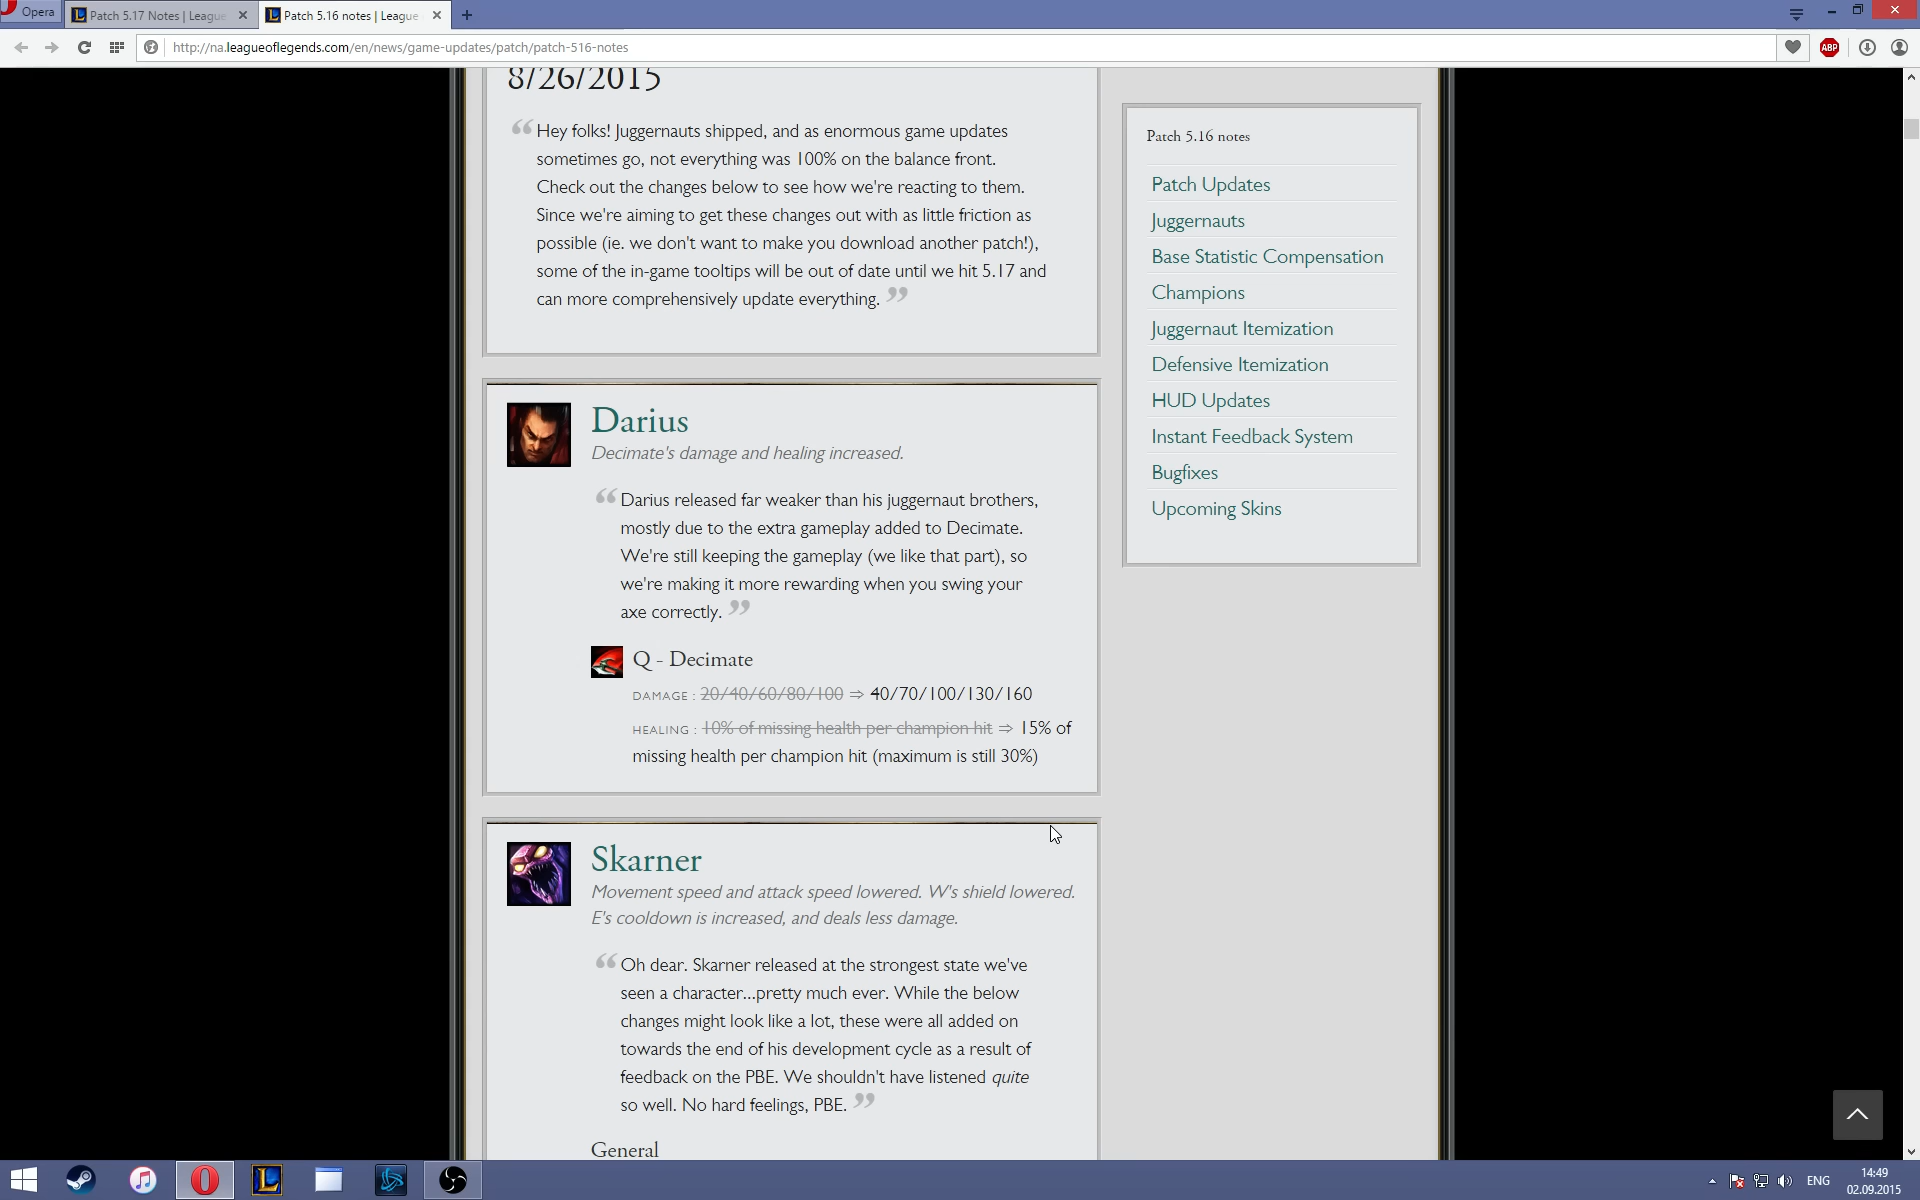 Opera
Patch 5.17 Notes | League
Patch 5.16 notes | League
http://na.leagueoflegends.com/en/news/game-updates/patch/patch-516-notes
ABP
8/26/2015
“ Hey folks! Juggernauts shipped, and as enormous game updates
sometimes go, not everything was 100% on the balance front.
Check out the changes below to see how we're reacting to them.
Since we're aiming to get these changes out with as little friction as
possible (ie. we don't want to make you download another patch!),
some of the in-game tooltips will be out of date until we hit 5.17 and
can more comprehensively update everything. ”
Patch 5.16 notes
Patch Updates
Juggernauts
Base Statistic Compensation
Champions
Juggernaut Itemization
Defensive Itemization
HUD Updates
Instant Feedback System
Bugfixes
Upcoming Skins
Darius
Decimate's damage and healing increased.
“ Darius released far weaker than his juggernaut brothers,
mostly due to the extra gameplay added to Decimate.
We're still keeping the gameplay (we like that part), so
we're making it more rewarding when you swing your
axe correctly. ”
Q - Decimate
DAMAGE : 20/40/60/80/100 ⇒ 40/70/100/130/160
HEALING : 10% of missing health per champion hit ⇒ 15% of
missing health per champion hit (maximum is still 30%)
Skarner
Movement speed and attack speed lowered. W's shield lowered.
E's cooldown is increased, and deals less damage.
“ Oh dear. Skarner released at the strongest state we've
seen a character...pretty much ever. While the below
changes might look like a lot, these were all added on
towards the end of his development cycle as a result of
feedback on the PBE. We shouldn't have listened quite
so well. No hard feelings, PBE. ”
General
ENG
14:49
02.09.2015